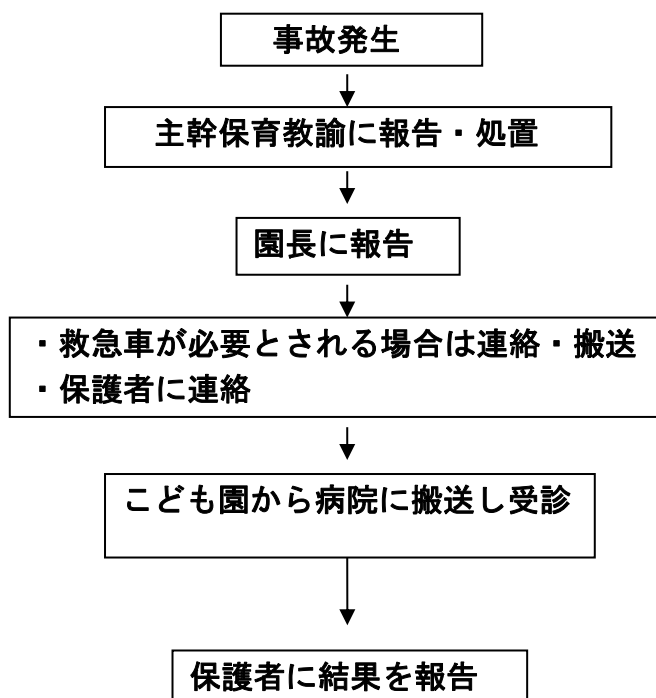 事故発生
主幹保育教諭に報告・処置
園長に報告
・救急車が必要とされる場合は連絡・搬送
・保護者に連絡
こども園から病院に搬送し受診
保護者に結果を報告